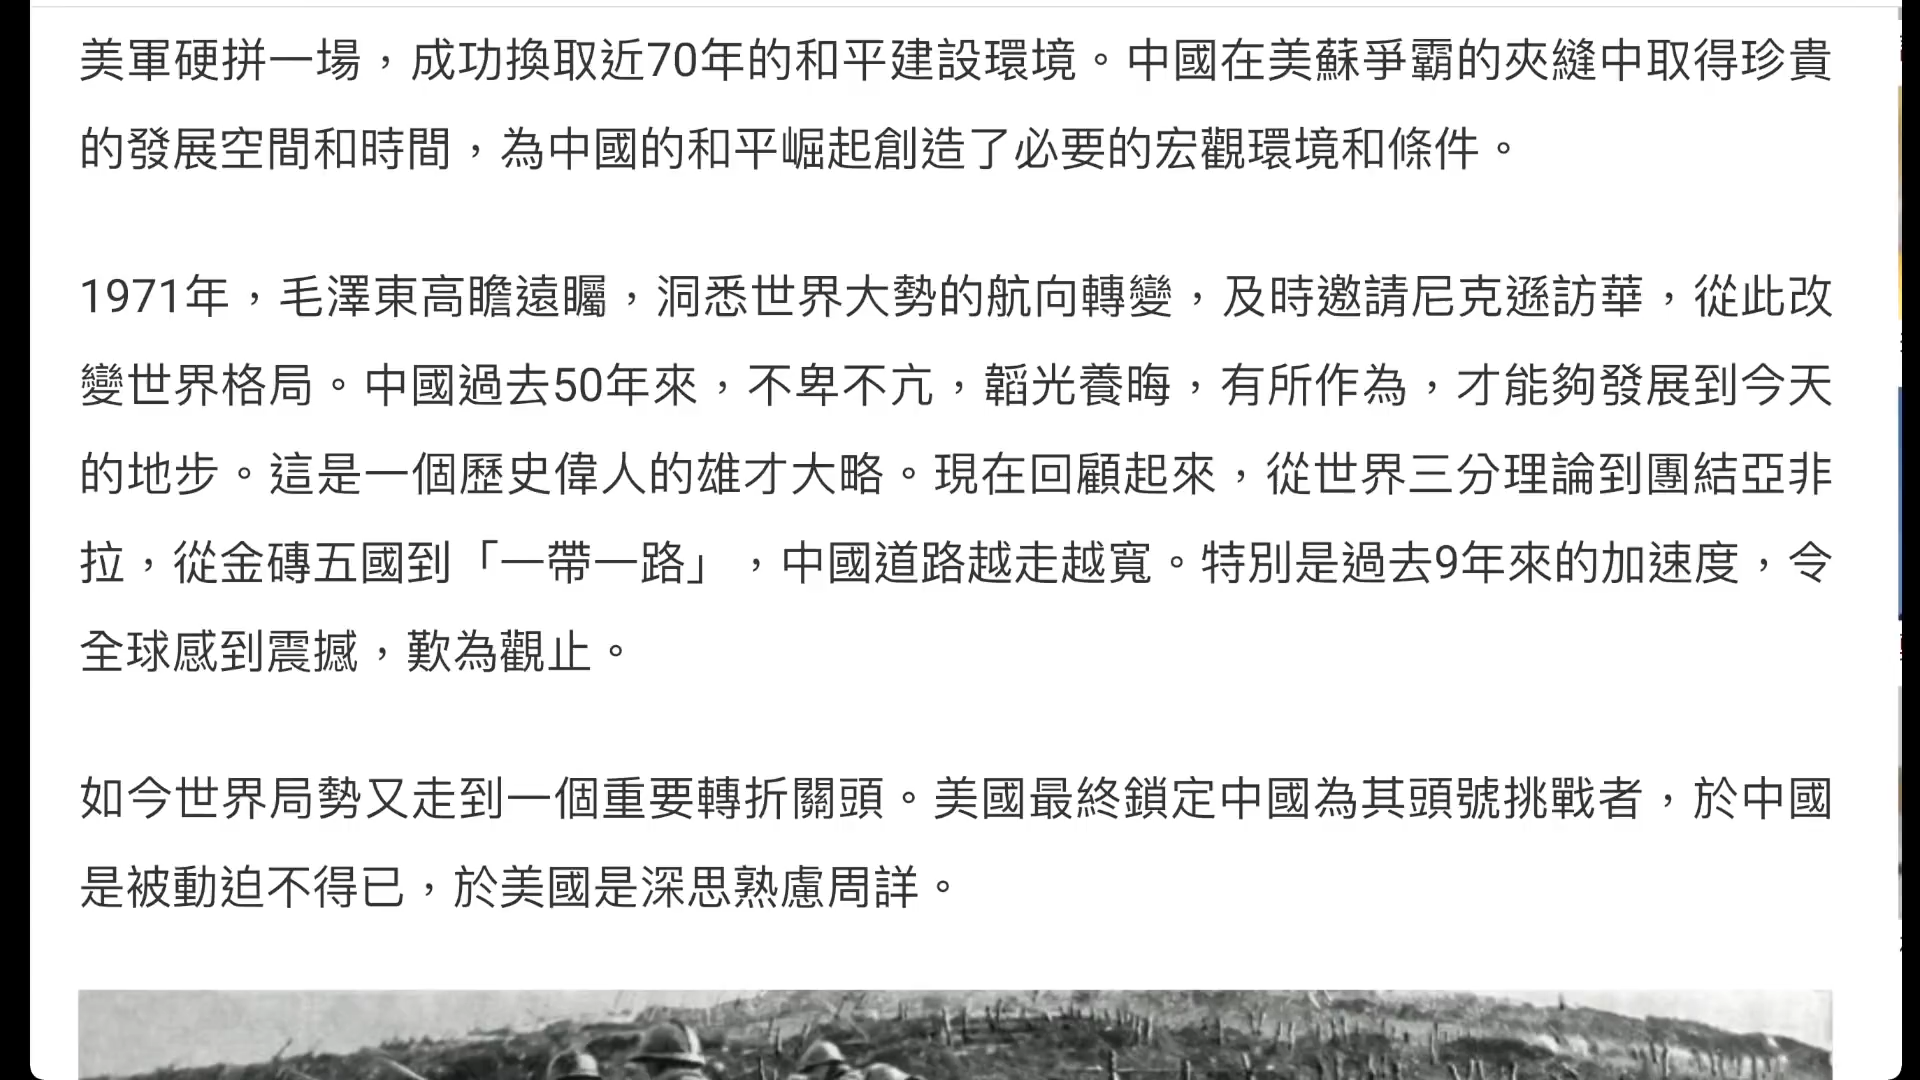 美軍硬拼一場，成功換取近70年的和平建設環境。中國在美蘇爭霸的夾縫中取得珍貴
的發展空間和時間，為中國的和平崛起創造了必要的宏觀環境和條件。
1971年，毛澤東高瞻遠矚，洞悉世界大勢的航向轉變，及時邀請尼克遜訪華，從此改
變世界格局。中國過去50年來，不卑不亢，韜光養晦，有所作為，才能夠發展到今天
的地步。這是一個歷史偉人的雄才大略。現在回顧起來，從世界三分理論到團結亞非
拉，從金磚五國到「一帶一路」，中國道路越走越寬。特別是過去9年來的加速度，令
全球感到震撼，歎為觀止。
如今世界局勢又走到一個重要轉折關頭。美國最終鎖定中國為其頭號挑戰者，於中國
是被動迫不得已，於美國是深思熟慮周詳。